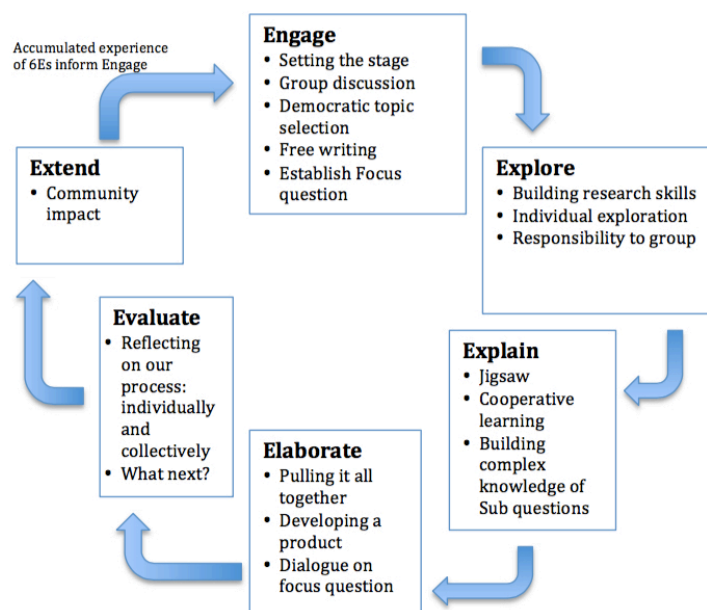 Accumulated experience
of 6Es inform Engage
Engage
• Setting the stage
• Group discussion
• Democratic topic
selection
• Free writing
• Establish Focus
question
Explore
• Building research skills
• Individual exploration
• Responsibility to group
Explain
• Jigsaw
• Cooperative
learning
• Building
complex
knowledge of
Sub questions
Elaborate
• Pulling it all
together
• Developing a
product
• Dialogue on
focus question
Evaluate
• Reflecting
on our
process:
individually
and
collectively
• What next?
Extend
• Community
impact